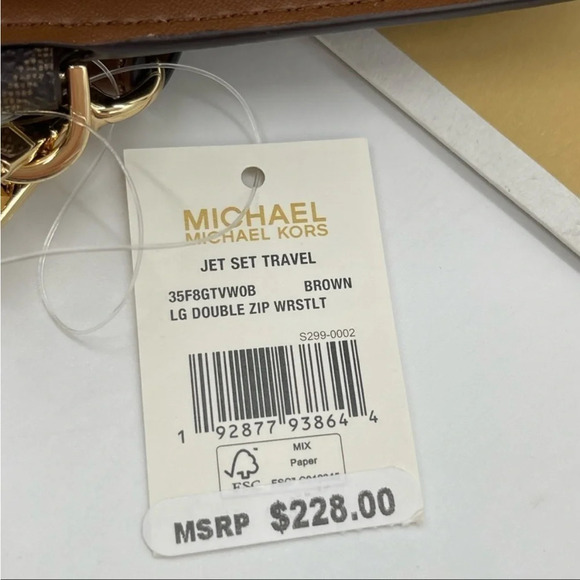 MICHAEL
MICHAEL KORS
JET SET TRAVEL
35F8GTVW0B BROWN
LG DOUBLE ZIP WRSTLT
S299-0002
1 92877 93864 4
MIX
Paper
FSC
MSRP $228.00